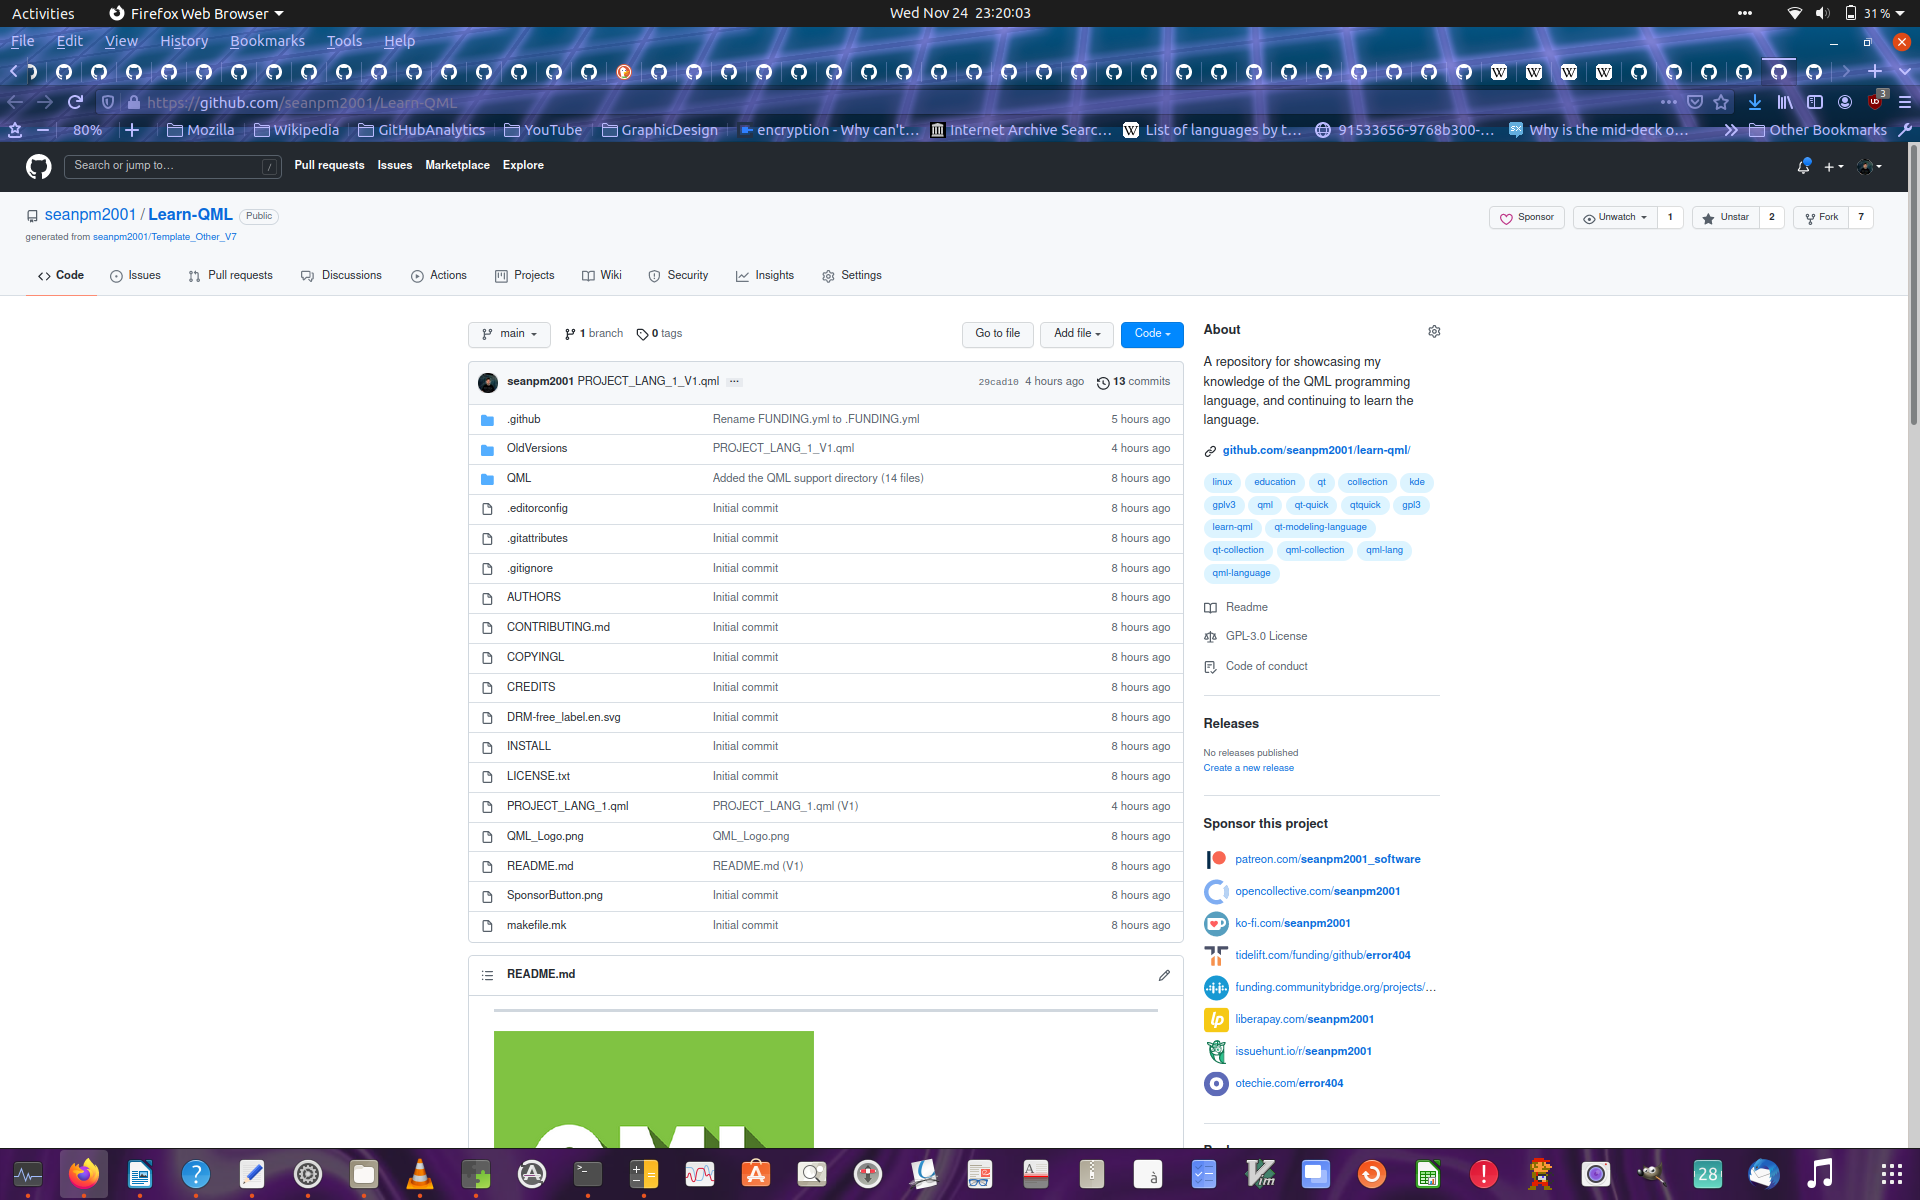 Activities
Firefox Web Browser
Wed Nov 24 23:20:03
31 %
File Edit View History Bookmarks Tools Help
https://github.com/seanpm2001/Learn-QML
3
80%
Mozilla
Wikipedia
GitHubAnalytics
YouTube
GraphicDesign
encryption - Why can't…
Internet Archive Searc…
List of languages by t…
91533656-9768b300-…
Why is the mid-deck o…
Other Bookmarks
Search or jump to…
/
Pull requests Issues Marketplace Explore
seanpm2001 / Learn-QML Public
generated from seanpm2001/Template_Other_V7
Sponsor
Unwatch 1
Unstar 2
Fork 7
Code
Issues
Pull requests
Discussions
Actions
Projects
Wiki
Security
Insights
Settings
main
1 branch
0 tags
Go to file
Add file
Code
seanpm2001 PROJECT_LANG_1_V1.qml … 29cad10 4 hours ago 13 commits
.github Rename FUNDING.yml to .FUNDING.yml 5 hours ago
OldVersions PROJECT_LANG_1_V1.qml 4 hours ago
QML Added the QML support directory (14 files) 8 hours ago
.editorconfig Initial commit 8 hours ago
.gitattributes Initial commit 8 hours ago
.gitignore Initial commit 8 hours ago
AUTHORS Initial commit 8 hours ago
CONTRIBUTING.md Initial commit 8 hours ago
COPYINGL Initial commit 8 hours ago
CREDITS Initial commit 8 hours ago
DRM-free_label.en.svg Initial commit 8 hours ago
INSTALL Initial commit 8 hours ago
LICENSE.txt Initial commit 8 hours ago
PROJECT_LANG_1.qml PROJECT_LANG_1.qml (V1) 4 hours ago
QML_Logo.png QML_Logo.png 8 hours ago
README.md README.md (V1) 8 hours ago
SponsorButton.png Initial commit 8 hours ago
makefile.mk Initial commit 8 hours ago
README.md
QML
About
A repository for showcasing my
knowledge of the QML programming
language, and continuing to learn the
language.
github.com/seanpm2001/learn-qml/
linux education qt collection kde
gplv3 qml qt-quick qtquick gpl3
learn-qml qt-modeling-language
qt-collection qml-collection qml-lang
qml-language
Readme
GPL-3.0 License
Code of conduct
Releases
No releases published
Create a new release
Sponsor this project
patreon.com/seanpm2001_software
opencollective.com/seanpm2001
ko-fi.com/seanpm2001
tidelift.com/funding/github/error404
funding.communitybridge.org/projects/…
liberapay.com/seanpm2001
issuehunt.io/r/seanpm2001
otechie.com/error404
28